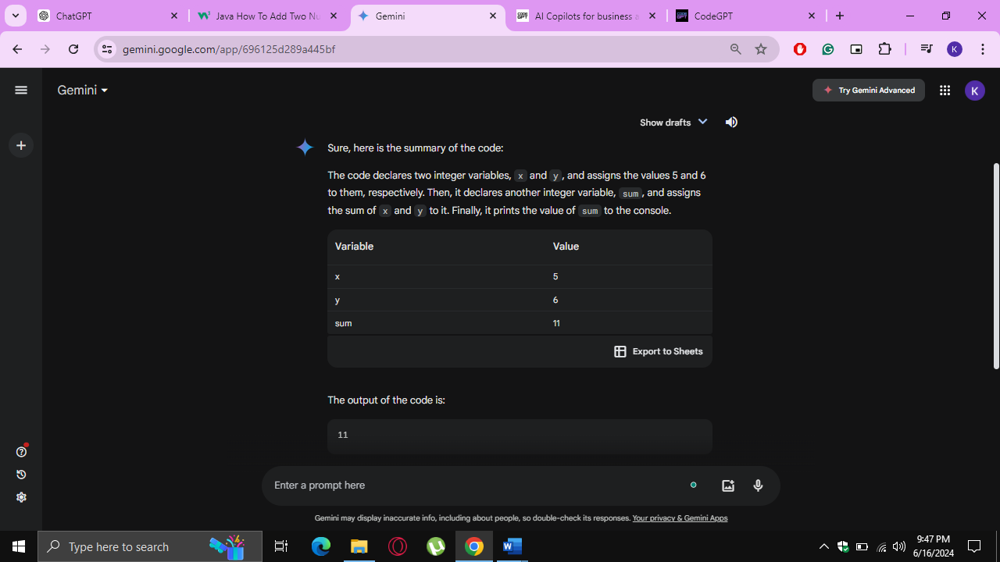 ChatGPT
Java How To Add Two Nu
Gemini
AI Copilots for business a
CodeGPT
gemini.google.com/app/696125d289a445bf
K
Gemini
Try Gemini Advanced
K
Show drafts
Sure, here is the summary of the code:
The code declares two integer variables, x and y, and assigns the values 5 and 6
to them, respectively. Then, it declares another integer variable, sum, and assigns
the sum of x and y to it. Finally, it prints the value of sum to the console.
Variable Value
x 5
y 6
sum 11
Export to Sheets
The output of the code is:
11
Enter a prompt here
Gemini may display inaccurate info, including about people, so double-check its responses. Your privacy & Gemini Apps
Type here to search
9:47 PM
6/16/2024